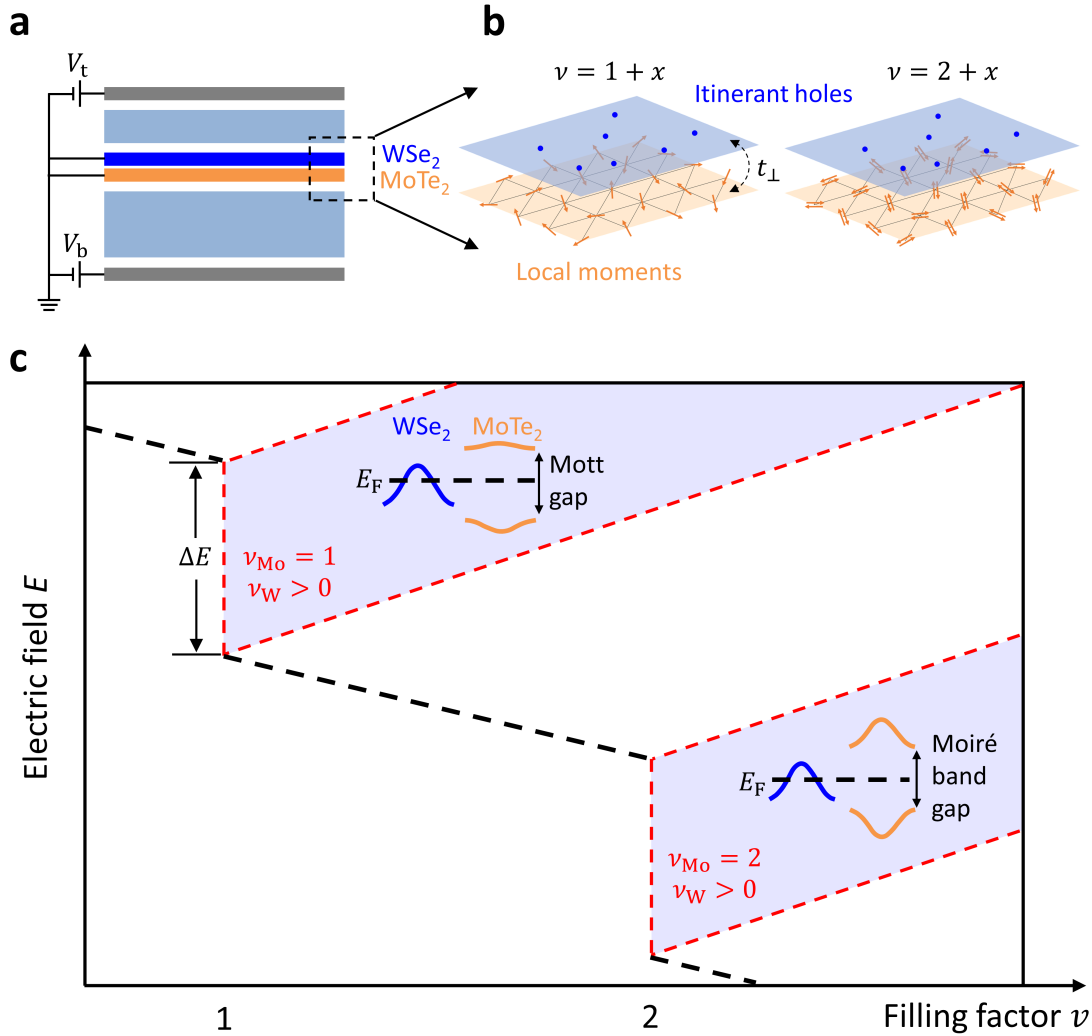 a
V_t
WSe₂
MoTe₂
V_b
b
ν = 1 + x
ν = 2 + x
Itinerant holes
t_⊥
Local moments
c
Electric field E
WSe₂ MoTe₂
E_F
Mott
gap
ΔE
ν_Mo = 1
ν_W > 0
E_F
Moiré
band
gap
ν_Mo = 2
ν_W > 0
1
2
Filling factor ν